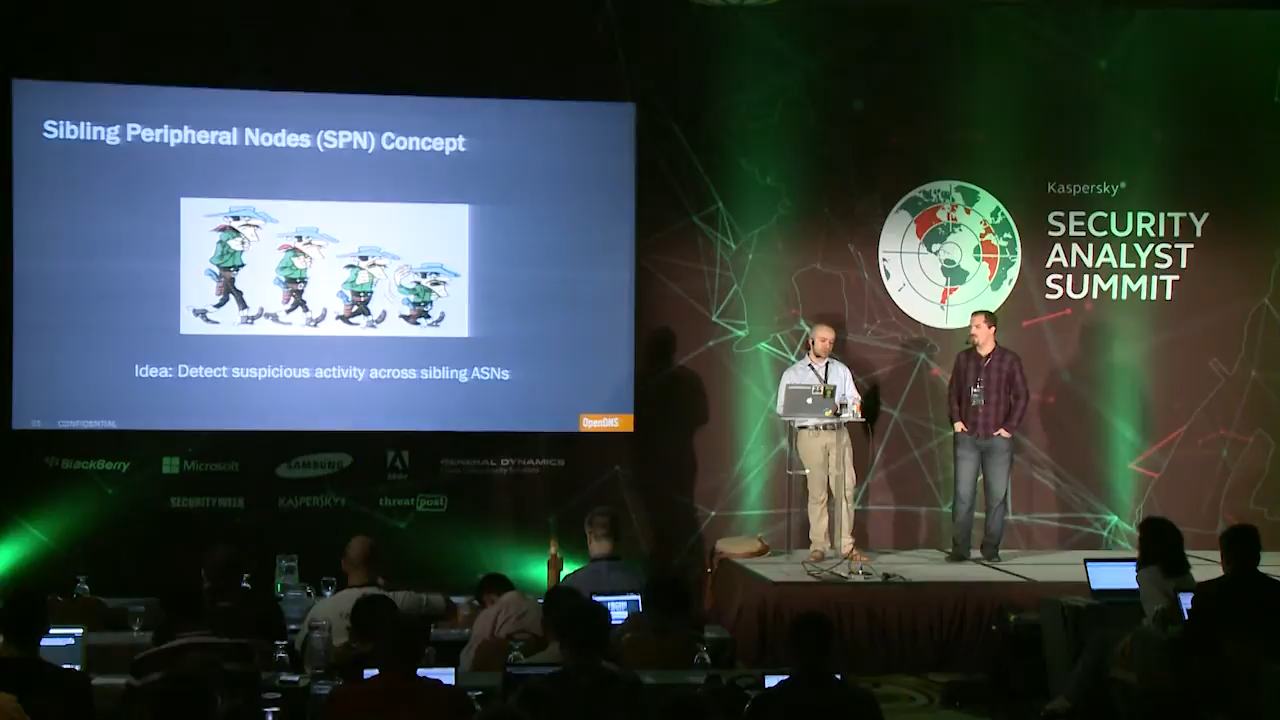 Sibling Peripheral Nodes (SPN) Concept
Idea: Detect suspicious activity across sibling ASNs
CONFIDENTIAL
OpenDNS
Kaspersky®
SECURITY
ANALYST
SUMMIT
BlackBerry
Microsoft
SAMSUNG
Adobe
GENERAL DYNAMICS
SECURITYWEEK
KASPERSKY
threatpost